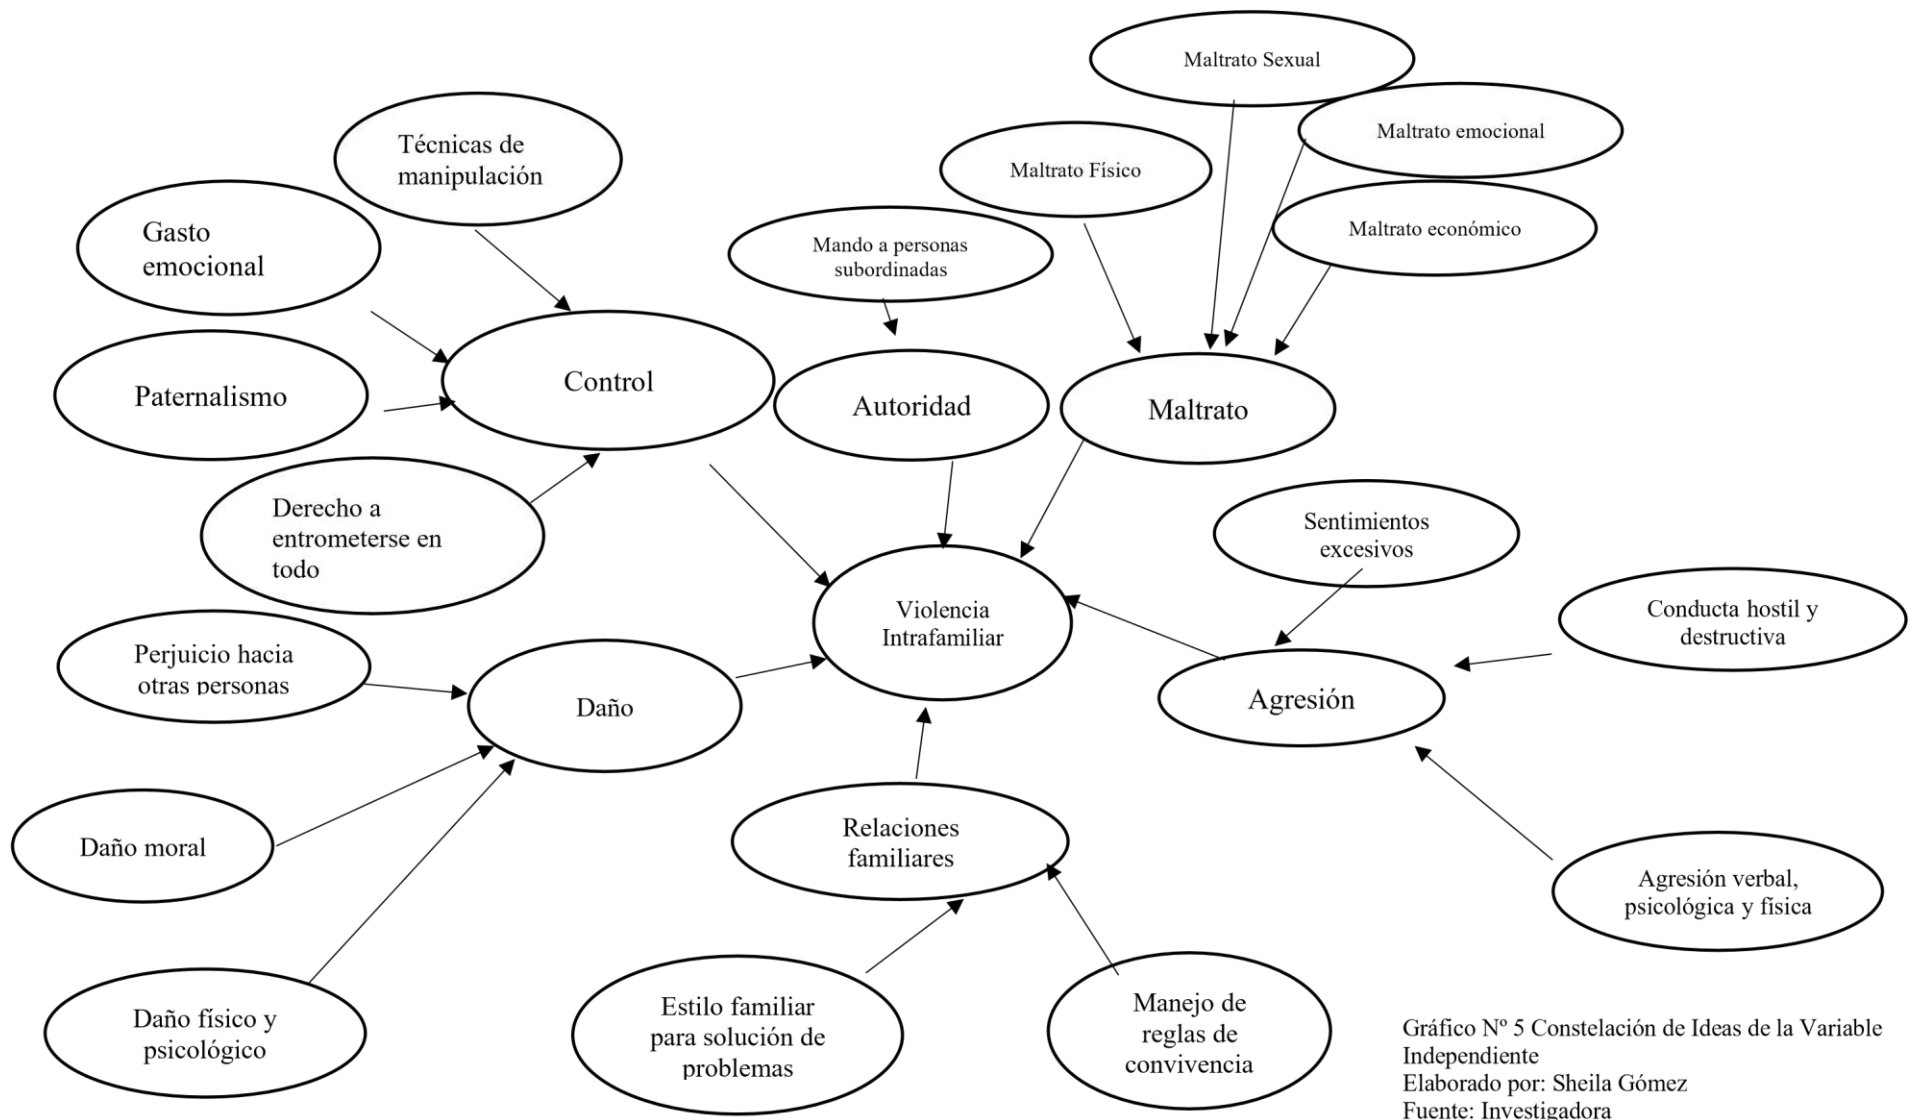 Maltrato Sexual
Maltrato emocional
Técnicas de
manipulación
Maltrato Físico
Gasto
emocional
Mando a personas
subordinadas
Maltrato económico
Paternalismo
Control
Autoridad
Maltrato
Derecho a
entrometerse en
todo
Sentimientos
excesivos
Violencia
Intrafamiliar
Conducta hostil y
destructiva
Perjuicio hacia
otras personas
Daño
Agresión
Daño moral
Relaciones
familiares
Agresión verbal,
psicológica y física
Daño físico y
psicológico
Estilo familiar
para solución de
problemas
Manejo de
reglas de
convivencia
Gráfico Nº 5 Constelación de Ideas de la Variable
Independiente
Elaborado por: Sheila Gómez
Fuente: Investigadora